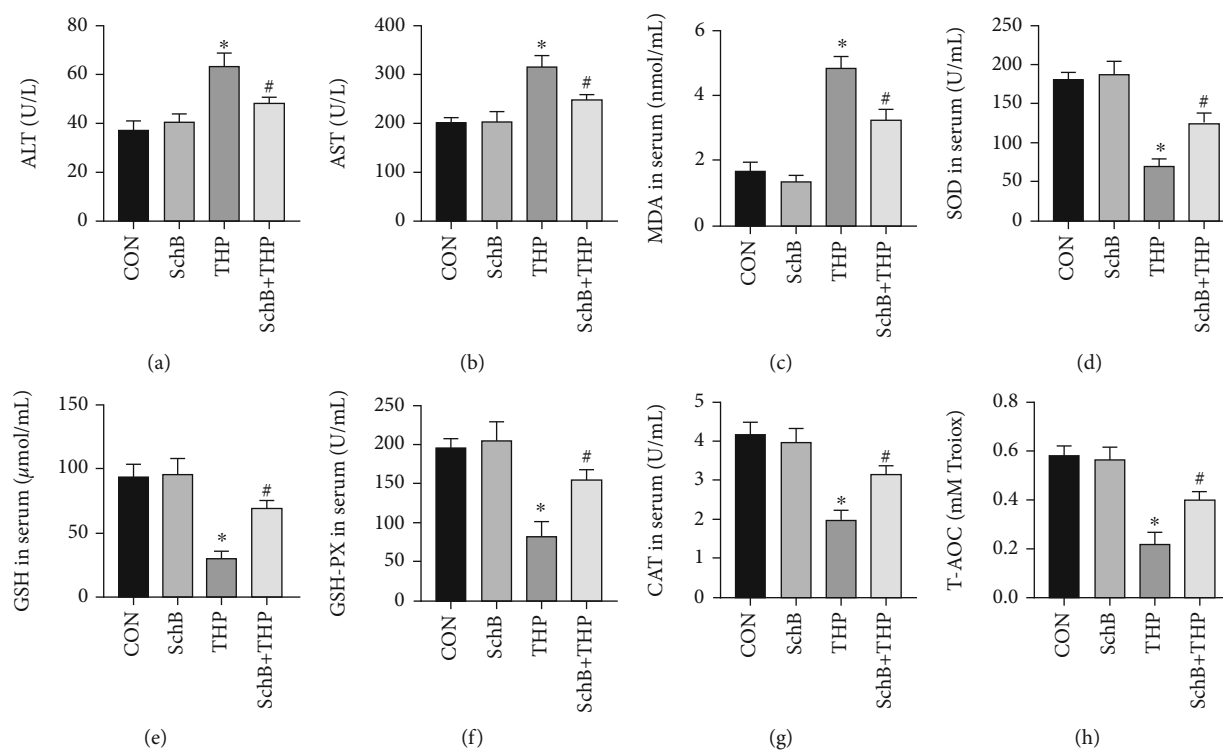 ALT (U/L)
80
60
40
20
0
*
#
CON
SchB
THP
SchB+THP
(a)
AST (U/L)
400
300
200
100
0
*
#
CON
SchB
THP
SchB+THP
(b)
MDA in serum (nmol/mL)
6
4
2
0
*
#
CON
SchB
THP
SchB+THP
(c)
SOD in serum (U/mL)
250
200
150
100
50
0
*
#
CON
SchB
THP
SchB+THP
(d)
GSH in serum (μmol/mL)
150
100
50
0
*
#
CON
SchB
THP
SchB+THP
(e)
GSH-PX in serum (U/mL)
250
200
150
100
50
0
*
#
CON
SchB
THP
SchB+THP
(f)
CAT in serum (U/mL)
5
4
3
2
1
0
*
#
CON
SchB
THP
SchB+THP
(g)
T-AOC (mM Troiox)
0.8
0.6
0.4
0.2
0.0
*
#
CON
SchB
THP
SchB+THP
(h)